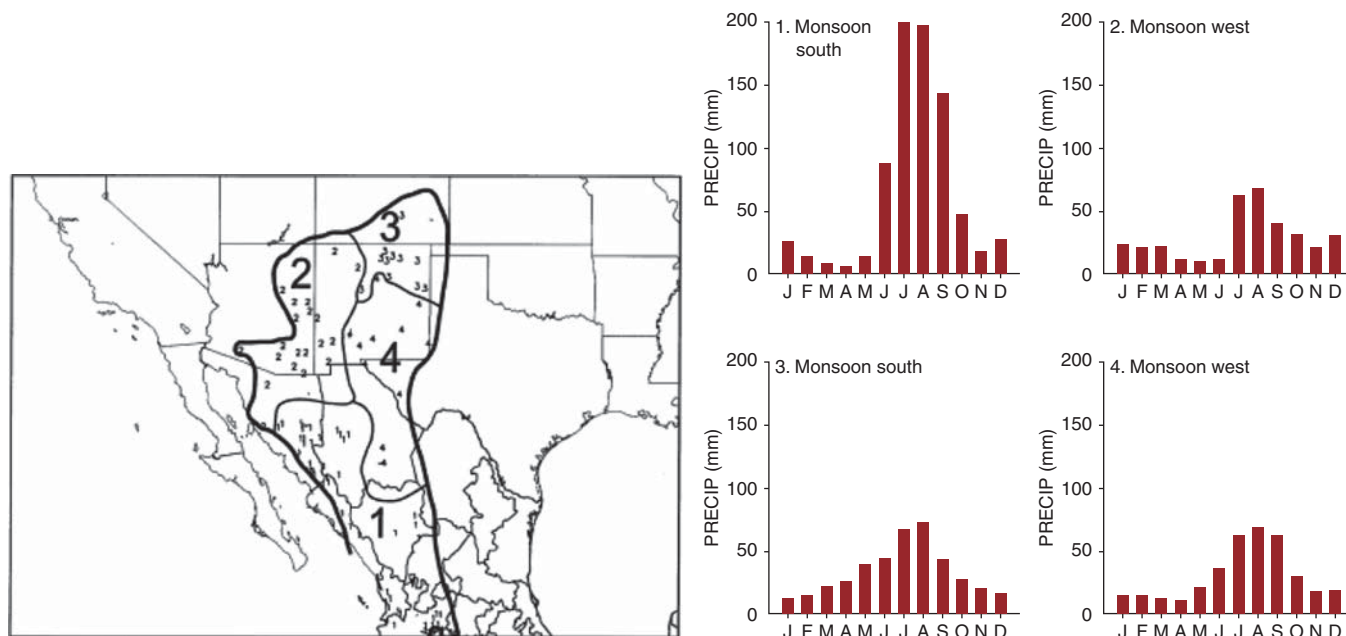 3
2
4
1
200
150
100
50
0
PRECIP (mm)
1. Monsoon
south
J F M A M J J A S O N D
200
150
100
50
0
PRECIP (mm)
2. Monsoon west
J F M A M J J A S O N D
200
150
100
50
0
PRECIP (mm)
3. Monsoon south
J F M A M J J A S O N D
200
150
100
50
0
PRECIP (mm)
4. Monsoon west
J F M A M J J A S O N D